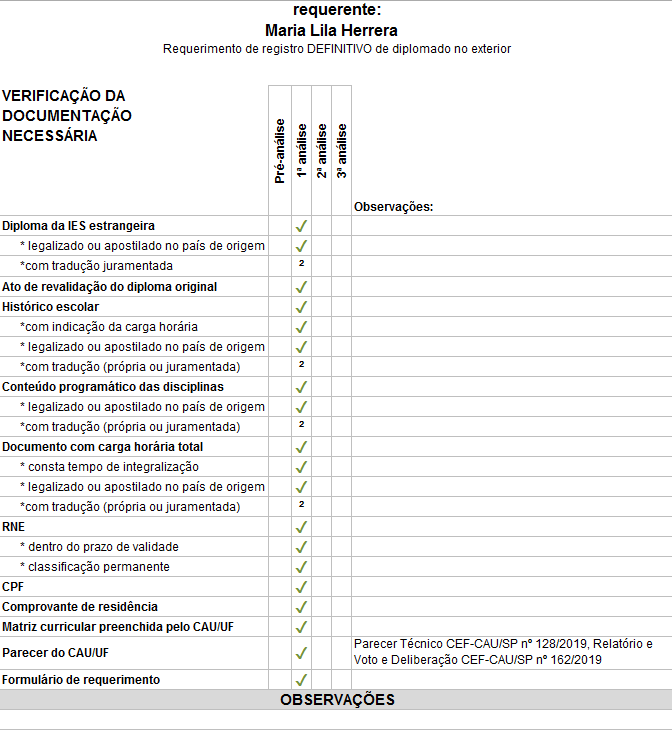 requerente:
Maria Lila Herrera
Requerimento de registro DEFINITIVO de diplomado no exterior
VERIFICAÇÃO DA
DOCUMENTAÇÃO
NECESSÁRIA
Pré-análise
1ª análise
2ª análise
3ª análise
Observações:
Diploma da IES estrangeira ✓
* legalizado ou apostilado no país de origem ✓
*com tradução juramentada ²
Ato de revalidação do diploma original ✓
Histórico escolar ✓
*com indicação da carga horária ✓
* legalizado ou apostilado no país de origem ✓
*com tradução (própria ou juramentada) ²
Conteúdo programático das disciplinas ✓
* legalizado ou apostilado no país de origem ✓
*com tradução (própria ou juramentada) ²
Documento com carga horária total ✓
* consta tempo de integralização ✓
* legalizado ou apostilado no país de origem ✓
*com tradução (própria ou juramentada) ²
RNE ✓
* dentro do prazo de validade ✓
* classificação permanente ✓
CPF ✓
Comprovante de residência ✓
Matriz curricular preenchida pelo CAU/UF ✓
Parecer do CAU/UF ✓
Parecer Técnico CEF-CAU/SP nº 128/2019, Relatório e
Voto e Deliberação CEF-CAU/SP nº 162/2019
Formulário de requerimento ✓
OBSERVAÇÕES